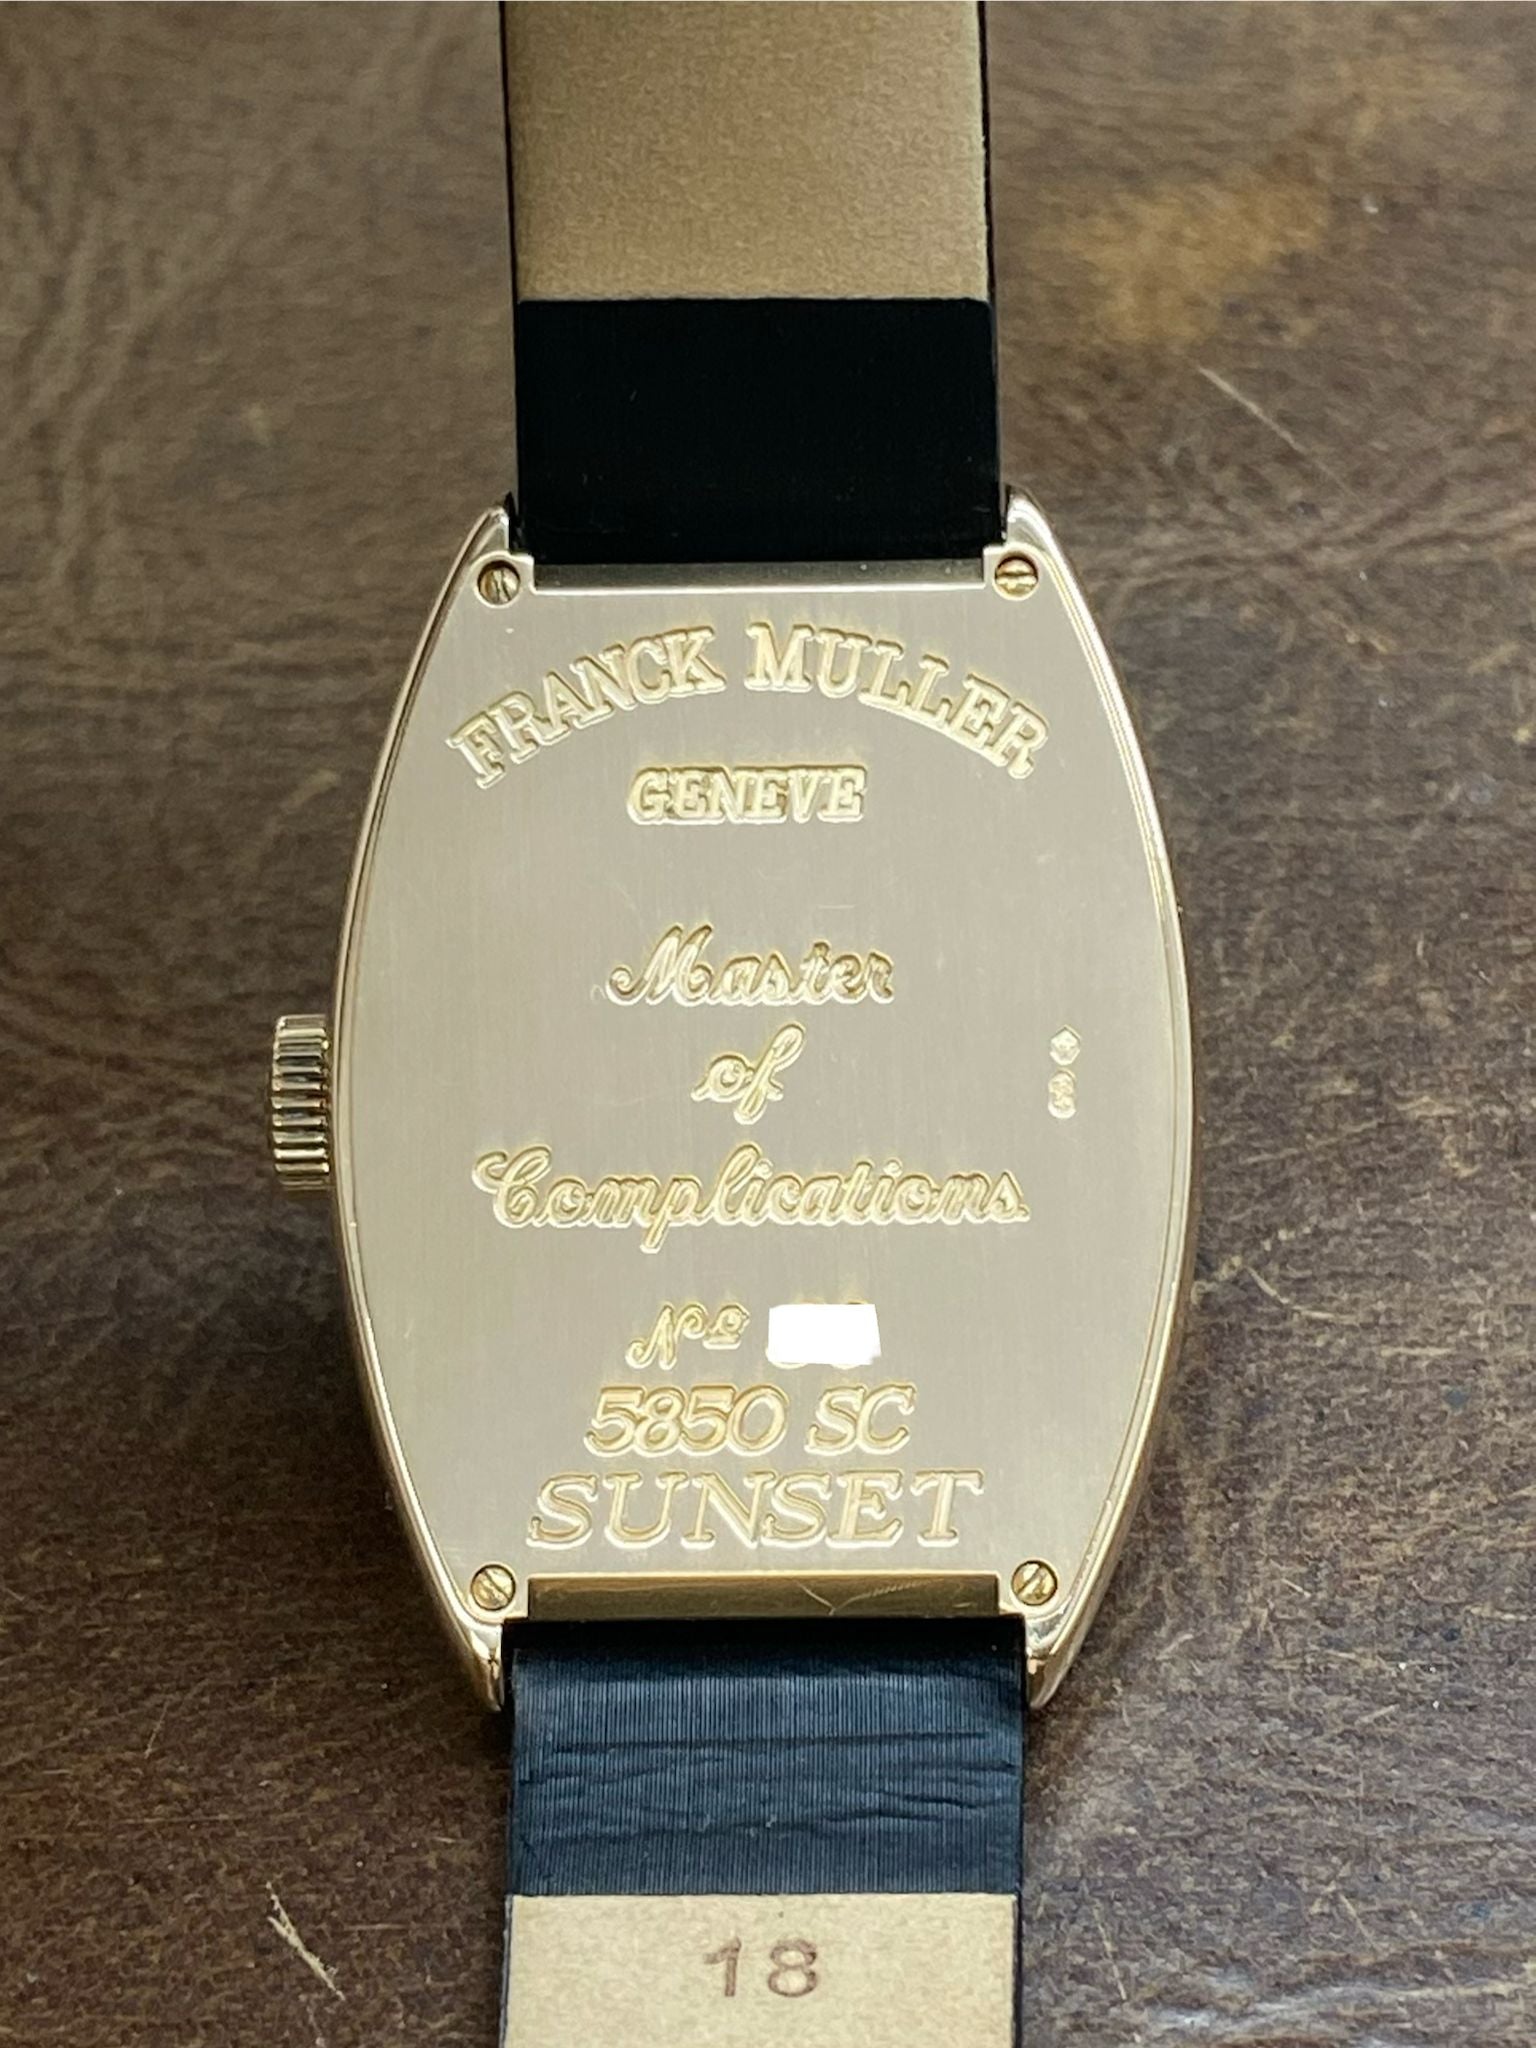 FRANCK MULLER
GENEVE
Master
of
Complications
Nº
5850 SC
SUNSET
18